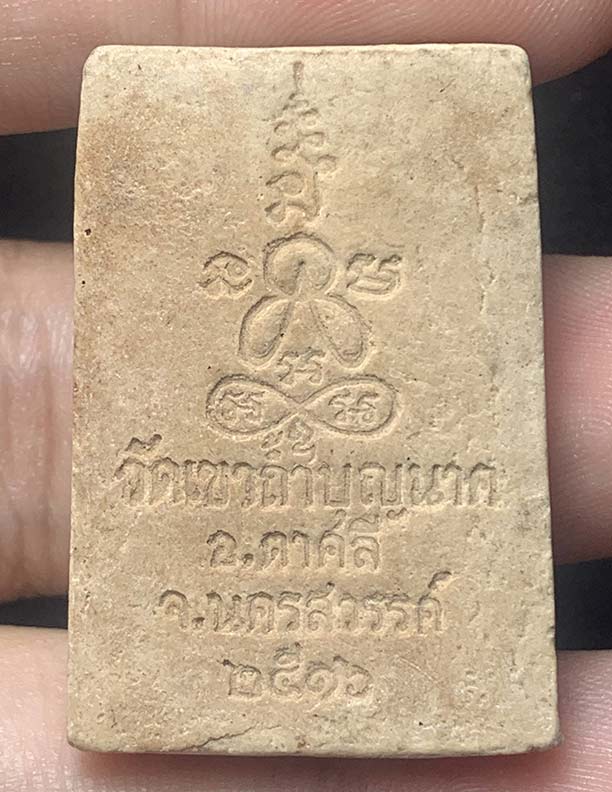 วัดเขาถ้ำบุญนาค
อ.ตาคลี
จ.นครสวรรค์
๒๕๑๖